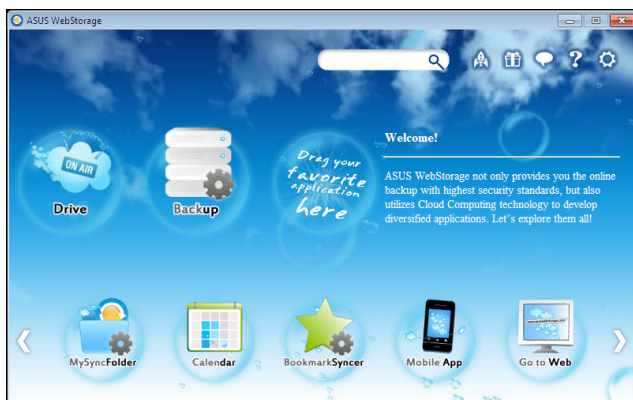 ASUS WebStorage
ON AIR
Drive
Backup
Drag your
favorite
application
here
Welcome!
ASUS WebStorage not only provides you the online
backup with highest security standards, but also
utilizes Cloud Computing technology to develop
diversified applications. Let's explore them all!
MySyncFolder
Calendar
BookmarkSyncer
Mobile App
Go to Web